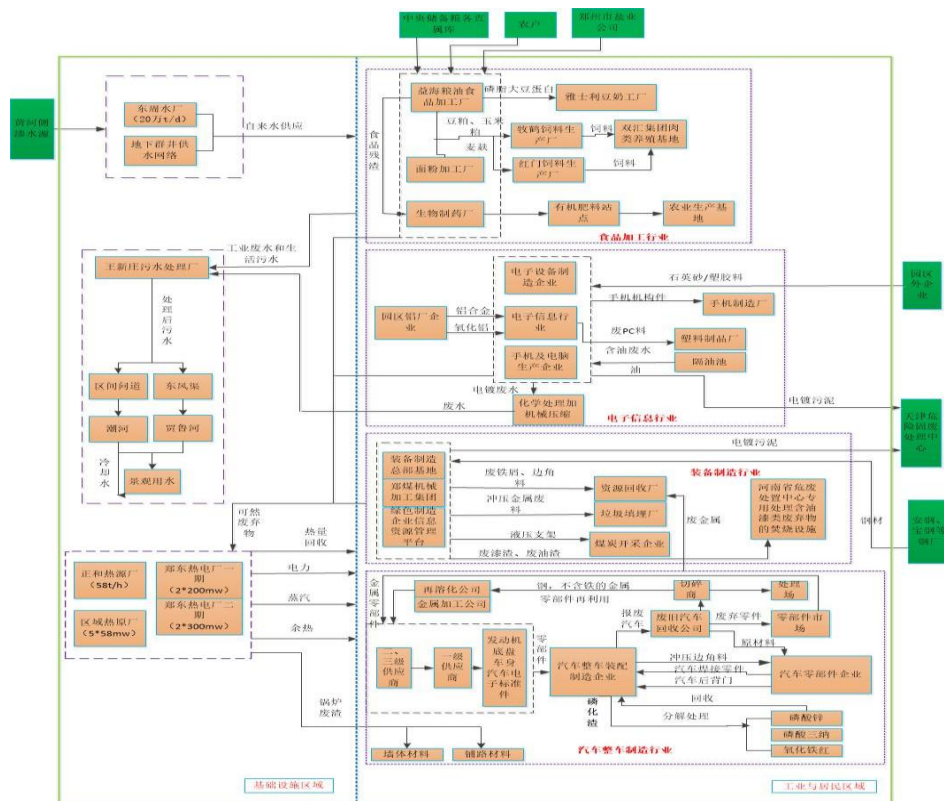 中央储备粮各直
属库
农户
郑州市盐业
公司
黄河侧
渗水源
东周水厂
（20万t/d）
地下群井供
水网络
自来水供应
食
品
残
渣
益海粮油食
品加工厂
磷脂大豆蛋白
雅士利豆奶工厂
豆粕、玉米
粕
麦麸
牧鹤饲料生
产厂
饲料
双汇集团肉
类养殖基地
红门饲料生
产厂
饲料
面粉加工厂
生物制药厂
有机肥料站
点
农业生产基
地
食品加工行业
工业废水和生
活污水
王新庄污水处理厂
处
理
后
污
水
区间问道
东风渠
潮河
贾鲁河
冷
却
水
景观用水
园区铝厂企
业
铝合金
氧化铝
电子设备制
造企业
电子信息行
业
手机及电脑
生产企业
石英砂/塑胶料
园区
外企业
手机机构件
手机制造厂
废PC料
塑料制品厂
含油废水
隔油池
油
电镀废水
废水
化学处理加
机械压缩
电子信息行业
电镀污泥
天津危
险固废
处理中
心
电镀污泥
装备制造行业
装备制造
总部基地
郑煤机械
加工集团
绿色制造
企业信息
资源管理
平台
废铁屑、边角
料
冲压金属废
料
资源回收厂
垃圾填埋厂
液压支架
煤炭开采企业
废漆渣、废油渣
废金属
河南省危废
处置中心专
用处理含油
漆类废弃物
的焚烧设施
钢材
安钢、
宝钢等
钢厂
可然
废弃
物
热量
回收
正和热源厂
（58t/h）
区域热原厂
（5*58mw）
郑东热电厂一
期
（2*200mw）
郑东热电厂二
期
（2*300mw）
电力
蒸汽
余热
锅炉
废渣
金
属
零
部
件
再溶化公司
金属加工公司
钢，不含铁的金属
零部件再利用
切碎
商
处理
场
报废
汽车
废旧汽车
回收公司
废弃零件
零部件市
场
原材料
二、
三级供
应商
一级供
应商
发动机
底盘
车身
汽车电
子标准
件
零
部
件
汽车整车装配
制造企业
冲压边角料
汽车焊接零件
汽车后背门
汽车零部件企业
回收
磷
化
渣
分解处理
磷酸锌
磷酸三纳
氧化铁红
墙体材料
铺路材料
汽车整车制造行业
基础设施区域
工业与居民区域